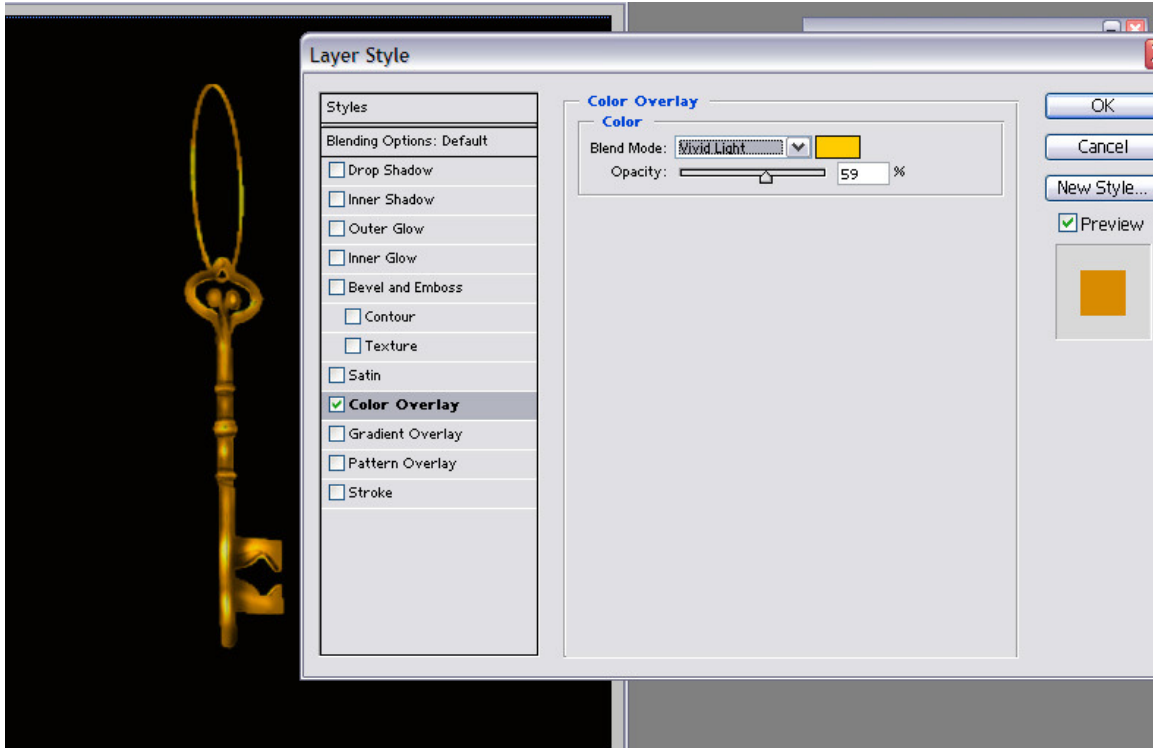 Layer Style
Styles
Blending Options: Default
Drop Shadow
Inner Shadow
Outer Glow
Inner Glow
Bevel and Emboss
Contour
Texture
Satin
Color Overlay
Gradient Overlay
Pattern Overlay
Stroke
Color Overlay
Color
Blend Mode: Vivid Light
Opacity: 59 %
OK
Cancel
New Style...
Preview